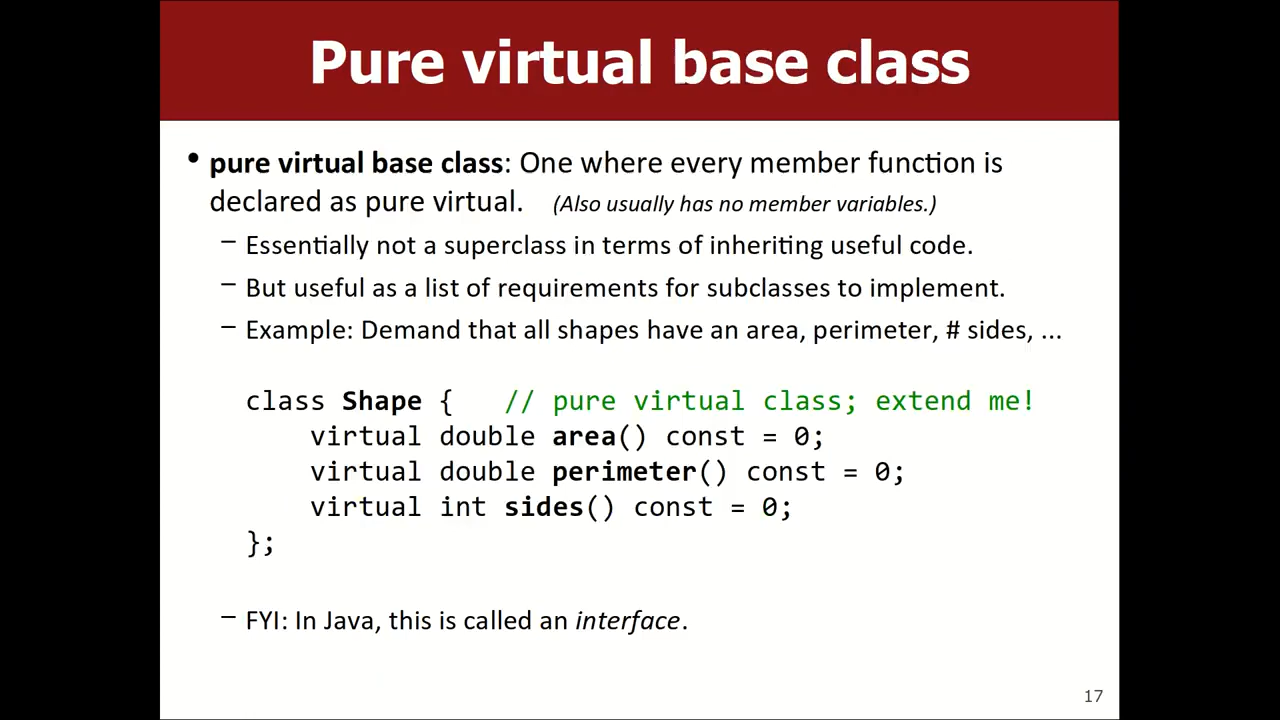 Pure virtual base class
• pure virtual base class: One where every member function is
declared as pure virtual. (Also usually has no member variables.)
– Essentially not a superclass in terms of inheriting useful code.
– But useful as a list of requirements for subclasses to implement.
– Example: Demand that all shapes have an area, perimeter, # sides, ...
class Shape { // pure virtual class; extend me!
    virtual double area() const = 0;
    virtual double perimeter() const = 0;
    virtual int sides() const = 0;
};
– FYI: In Java, this is called an interface.
17